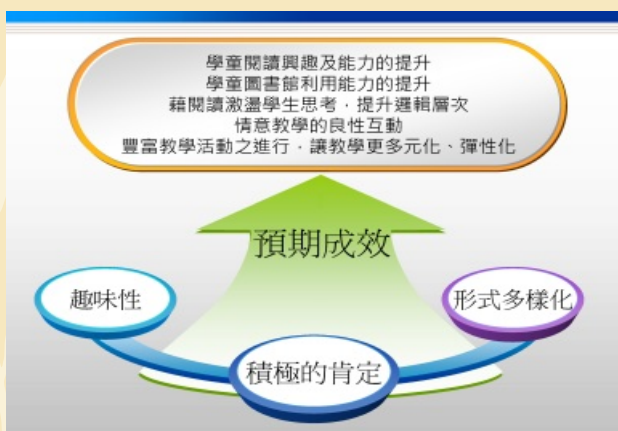 學童閱讀興趣及能力的提升
學童圖書館利用能力的提升
藉閱讀激盪學生思考，提升邏輯層次
情意教學的良性互動
豐富教學活動之進行，讓教學更多元化、彈性化
預期成效
趣味性
形式多樣化
積極的肯定